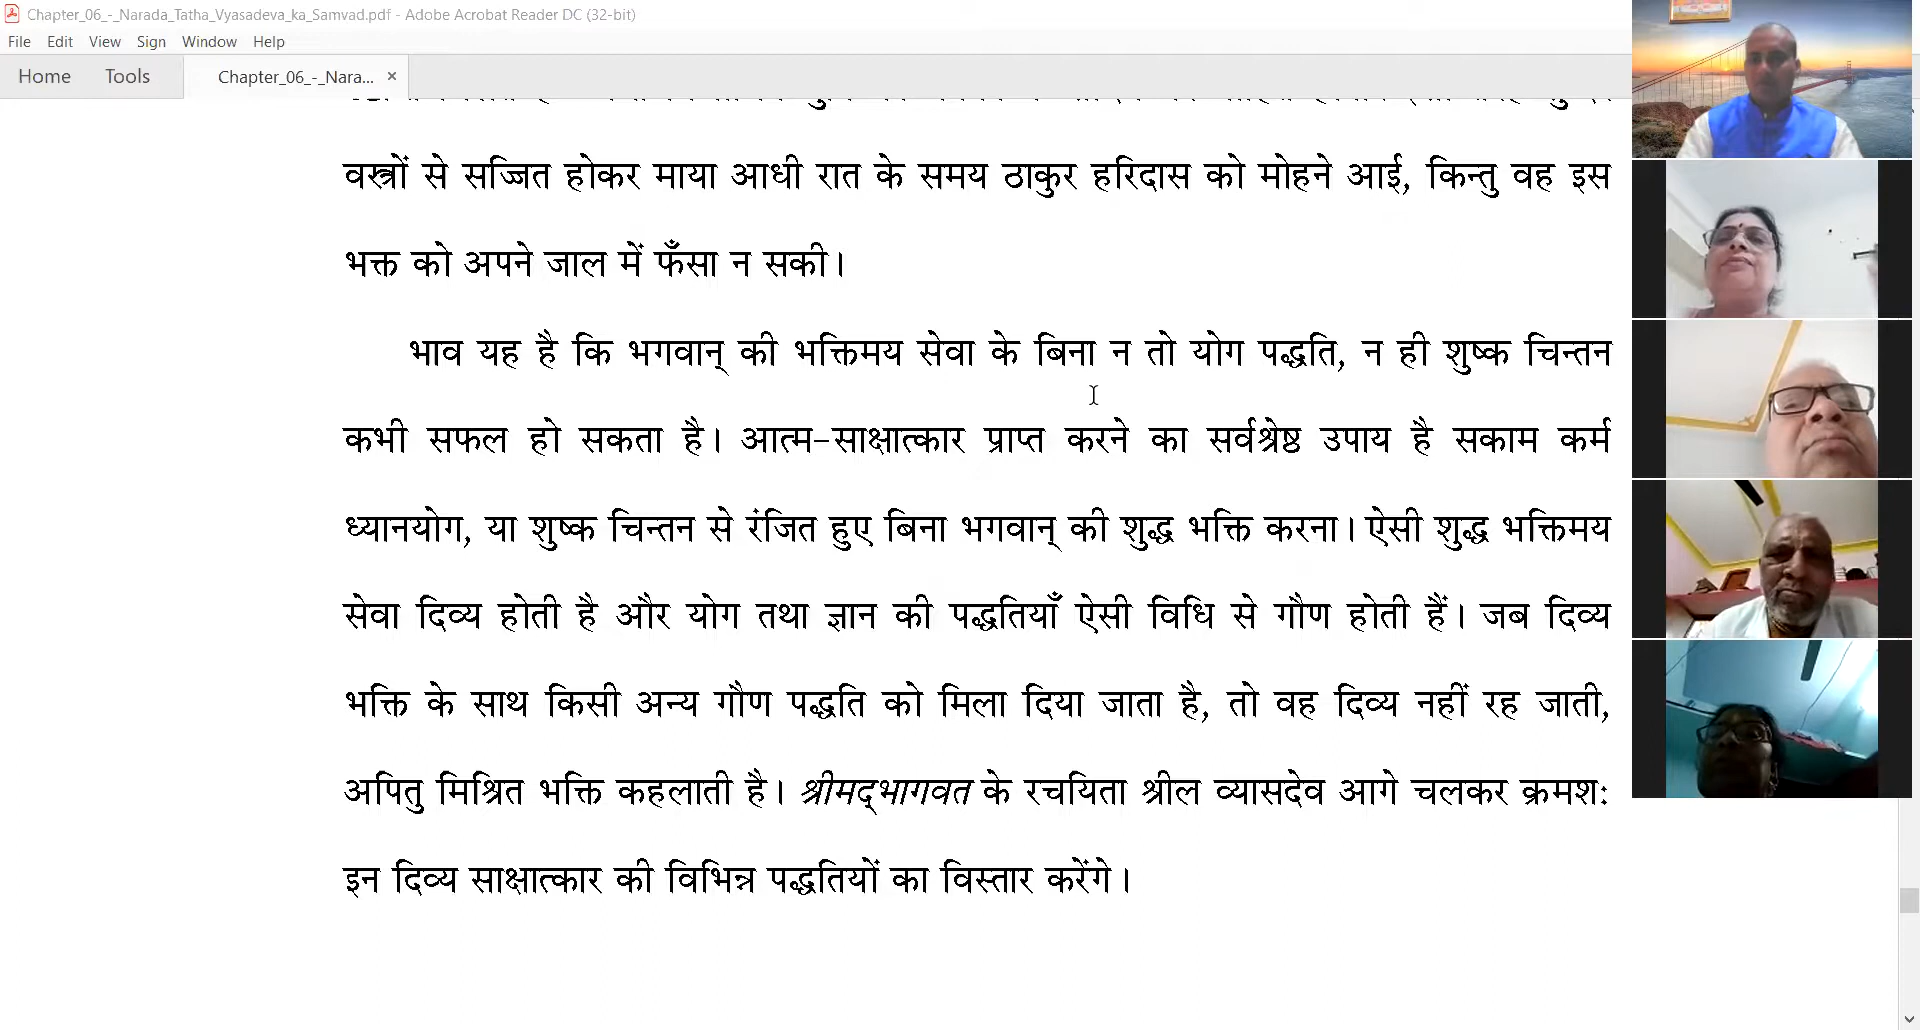 Chapter_06_-_Narada_Tatha_Vyasadeva_ka_Samvad.pdf - Adobe Acrobat Reader DC (32-bit)
File Edit View Sign Window Help
Home Tools Chapter_06_-_Nara... ×
वस्त्रों से सज्जित होकर माया आधी रात के समय ठाकुर हरिदास को मोहने आई, किन्तु वह इस
भक्त को अपने जाल में फँसा न सकी।
भाव यह है कि भगवान् की भक्तिमय सेवा के बिना न तो योग पद्धति, न ही शुष्क चिन्तन
कभी सफल हो सकता है। आत्म-साक्षात्कार प्राप्त करने का सर्वश्रेष्ठ उपाय है सकाम कर्म
ध्यानयोग, या शुष्क चिन्तन से रंजित हुए बिना भगवान् की शुद्ध भक्ति करना। ऐसी शुद्ध भक्तिमय
सेवा दिव्य होती है और योग तथा ज्ञान की पद्धतियाँ ऐसी विधि से गौण होती हैं। जब दिव्य
भक्ति के साथ किसी अन्य गौण पद्धति को मिला दिया जाता है, तो वह दिव्य नहीं रह जाती,
अपितु मिश्रित भक्ति कहलाती है। श्रीमद्भागवत के रचयिता श्रील व्यासदेव आगे चलकर क्रमशः
इन दिव्य साक्षात्कार की विभिन्न पद्धतियों का विस्तार करेंगे।